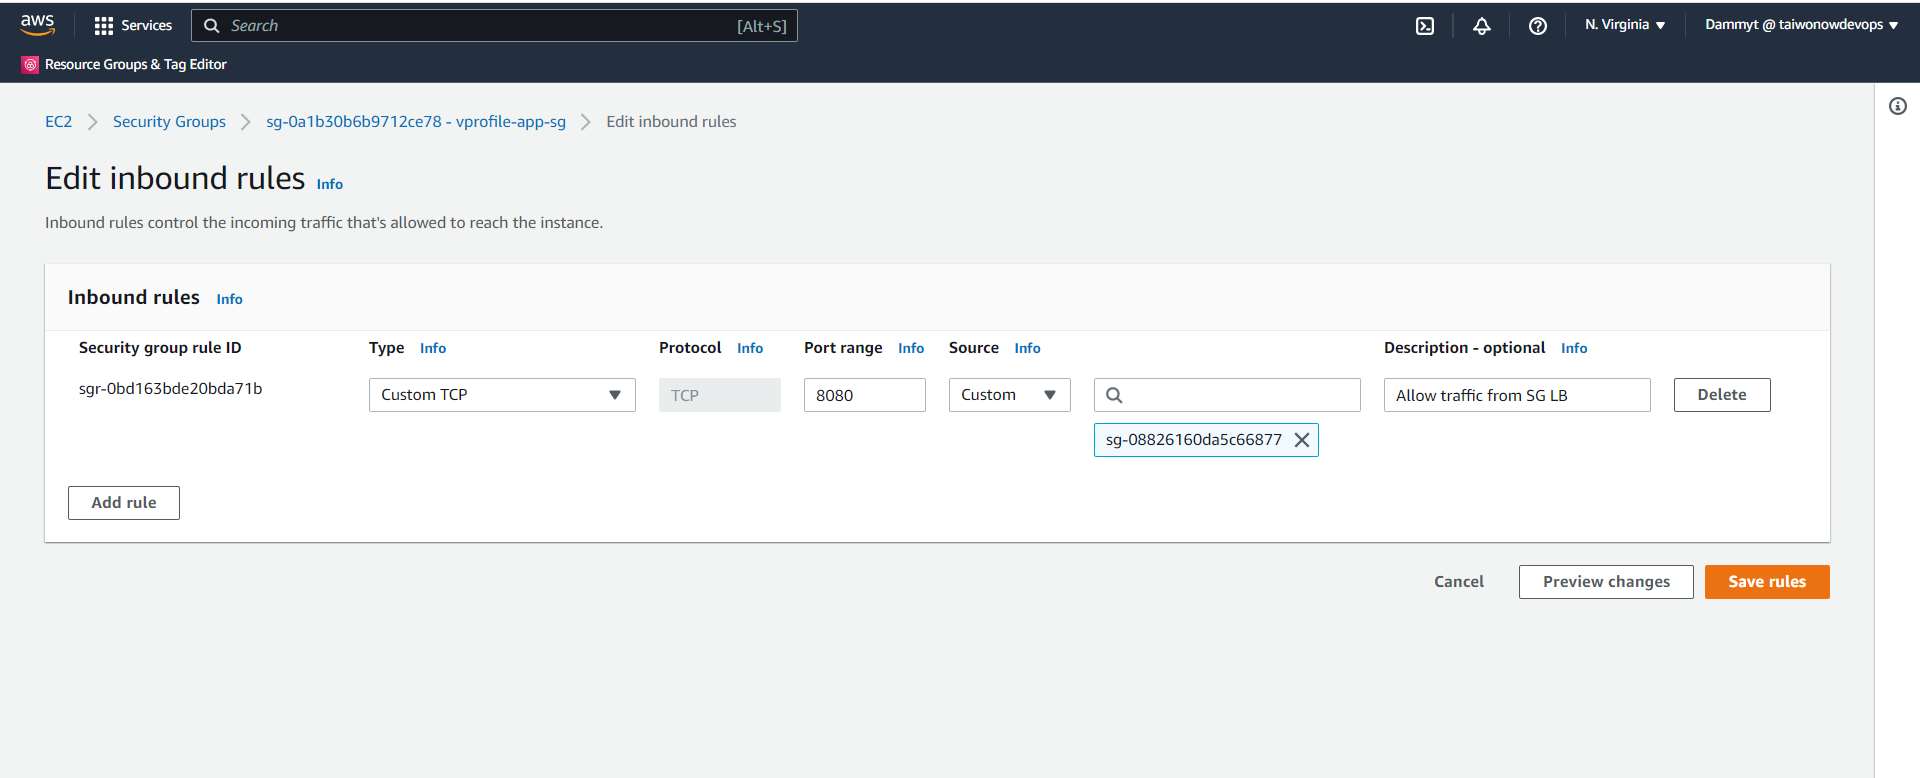 aws Services Search [Alt+S] N. Virginia Dammyt @ taiwonowdevops
Resource Groups & Tag Editor
EC2 Security Groups sg-0a1b30b6b9712ce78 - vprofile-app-sg Edit inbound rules
Edit inbound rules Info
Inbound rules control the incoming traffic that's allowed to reach the instance.
Inbound rules Info
Security group rule ID Type Info Protocol Info Port range Info Source Info Description - optional Info
sgr-0bd163bde20bda71b Custom TCP TCP 8080 Custom Allow traffic from SG LB Delete
sg-08826160da5c66877
Add rule
Cancel Preview changes Save rules